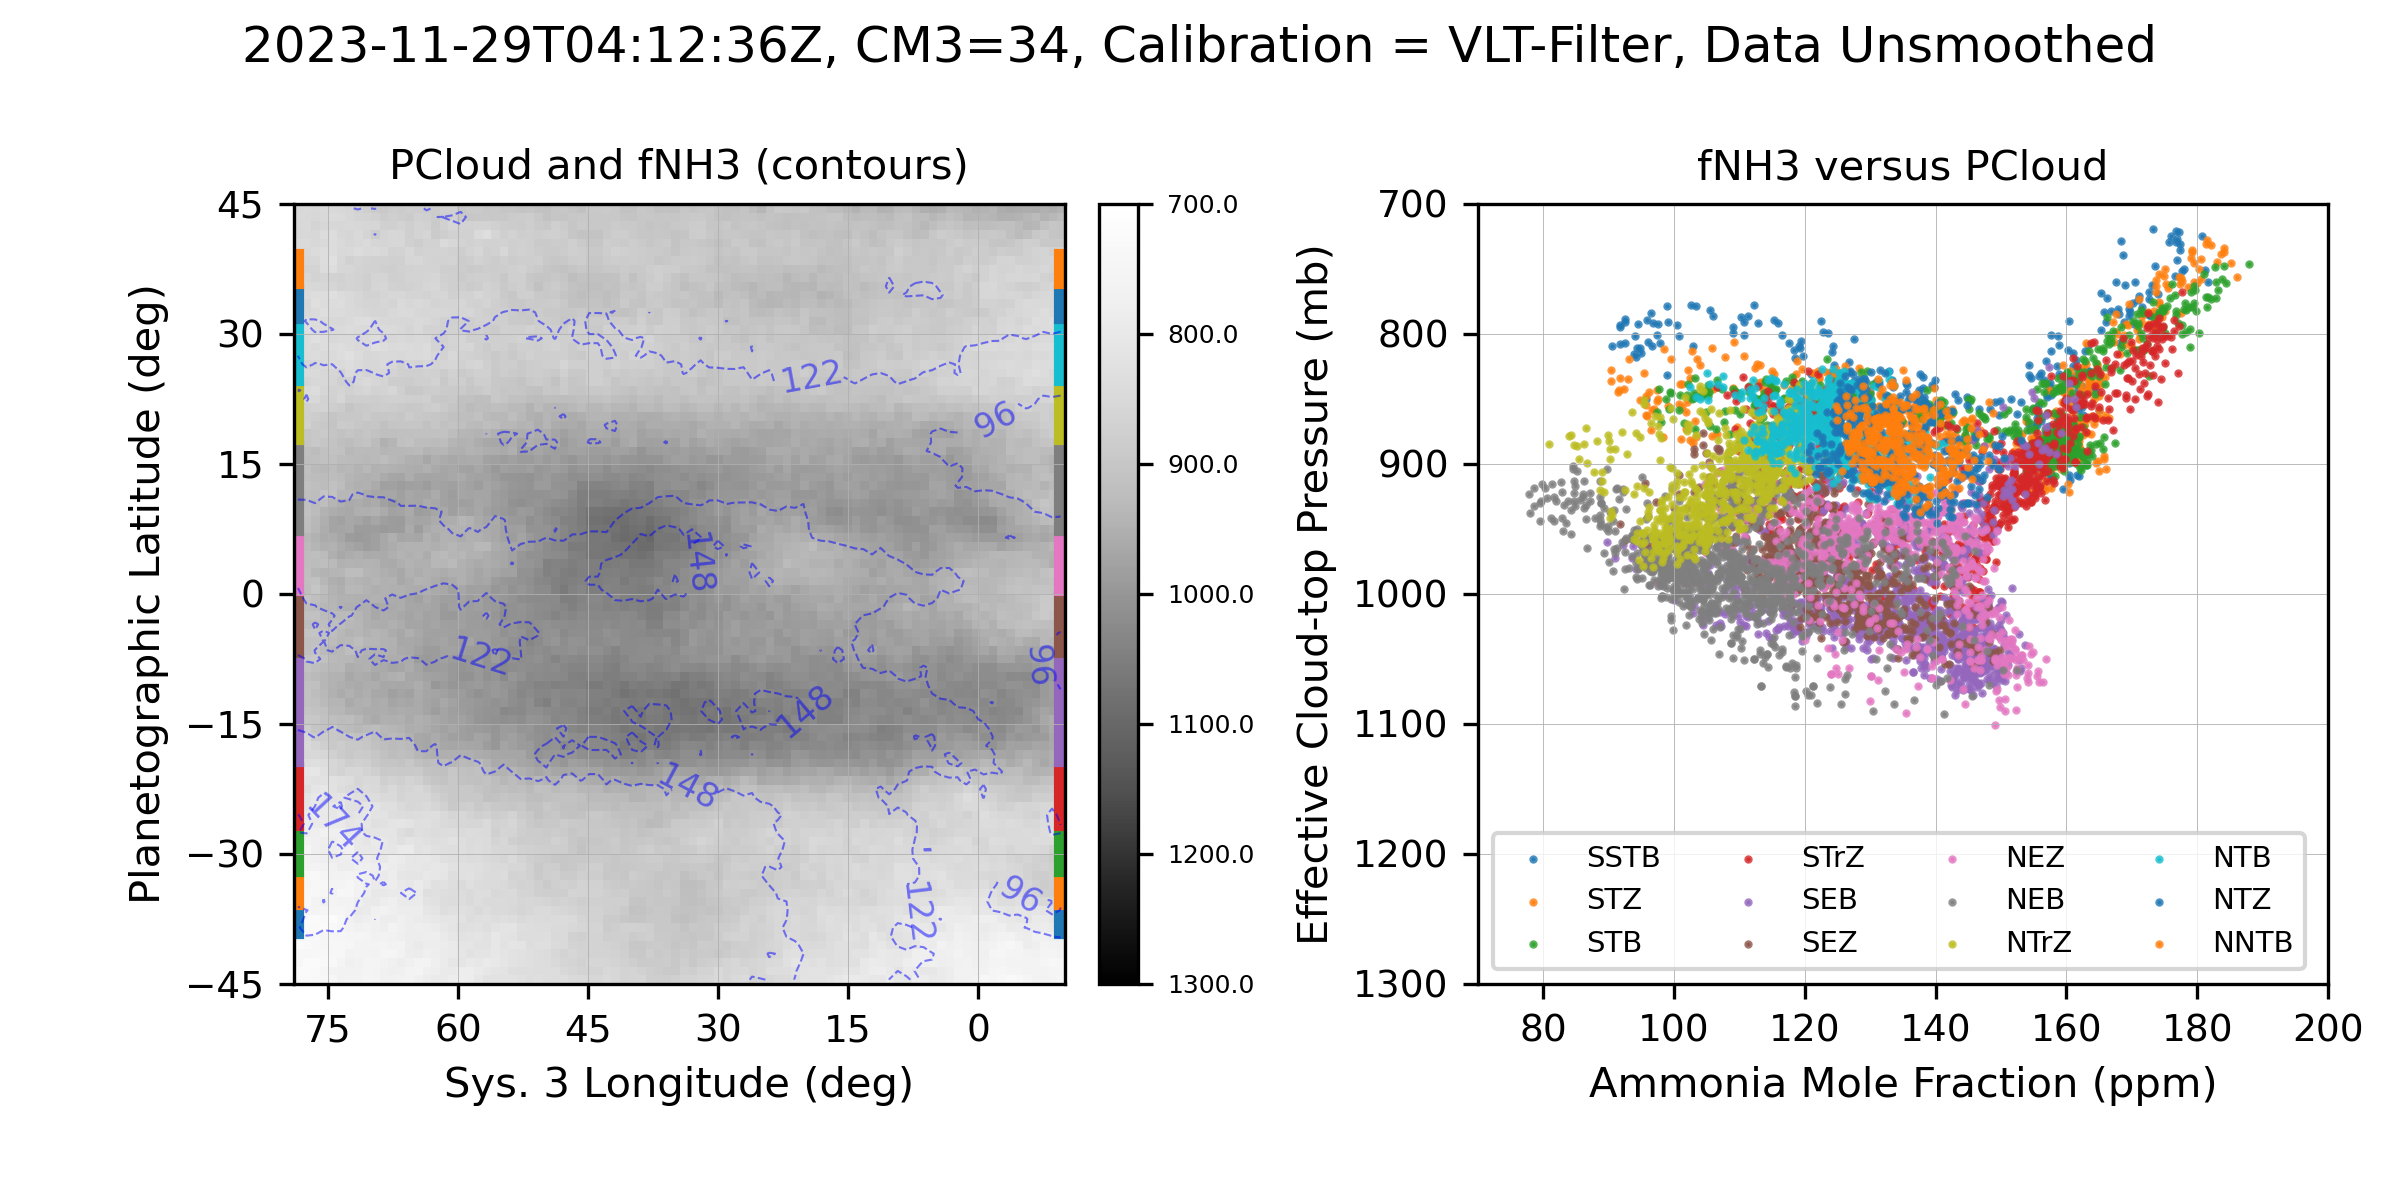 2023-11-29T04:12:36Z, CM3=34, Calibration = VLT-Filter, Data Unsmoothed
PCloud and fNH3 (contours)
Planetographic Latitude (deg)
45
30
15
0
−15
−30
−45
75
60
45
30
15
0
Sys. 3 Longitude (deg)
122
96
148
122
96
148
148
174
122
96
700.0
800.0
900.0
1000.0
1100.0
1200.0
1300.0
fNH3 versus PCloud
Effective Cloud-top Pressure (mb)
700
800
900
1000
1100
1200
1300
SSTB
STZ
STB
STrZ
SEB
SEZ
NEZ
NEB
NTrZ
NTB
NTZ
NNTB
80
100
120
140
160
180
200
Ammonia Mole Fraction (ppm)